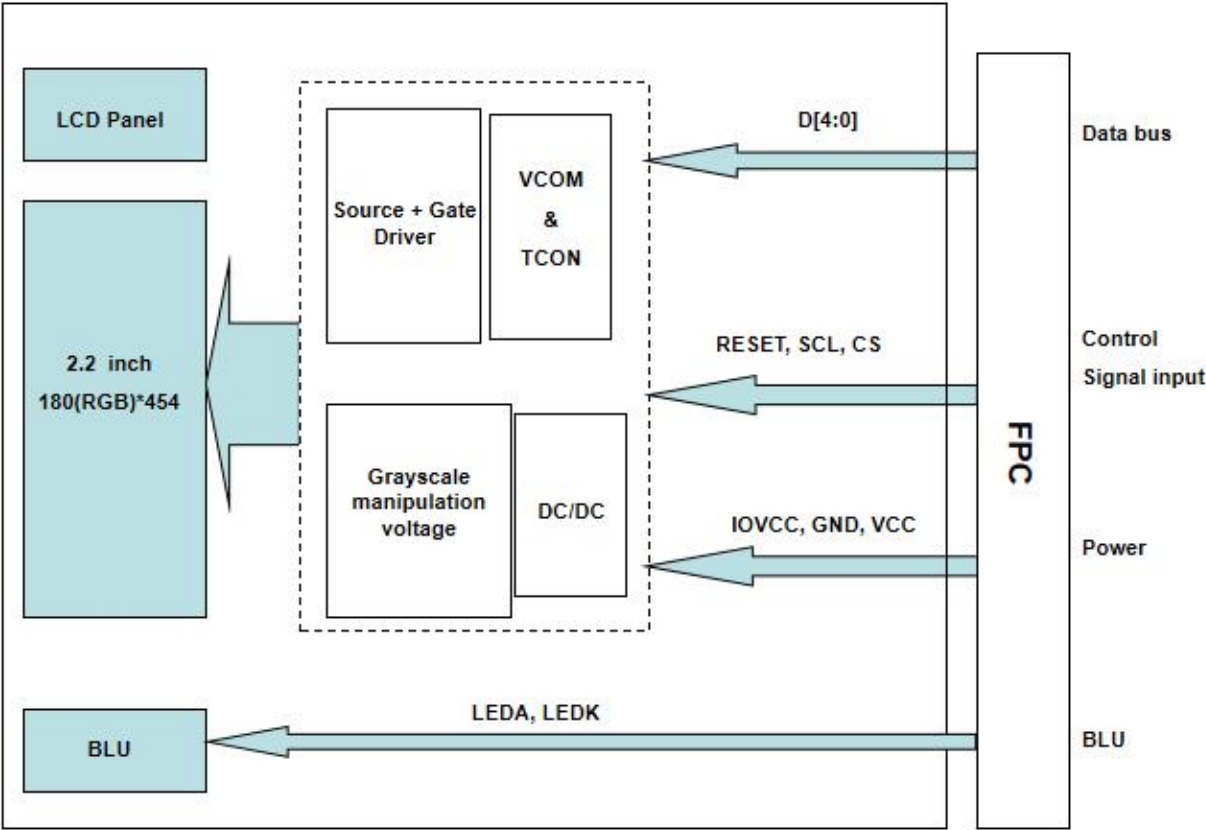 LCD Panel
2.2 inch
180(RGB)*454
BLU
Source + Gate
Driver
VCOM
&
TCON
Grayscale
manipulation
voltage
DC/DC
D[4:0]
RESET, SCL, CS
IOVCC, GND, VCC
LEDA, LEDK
FPC
Data bus
Control
Signal input
Power
BLU